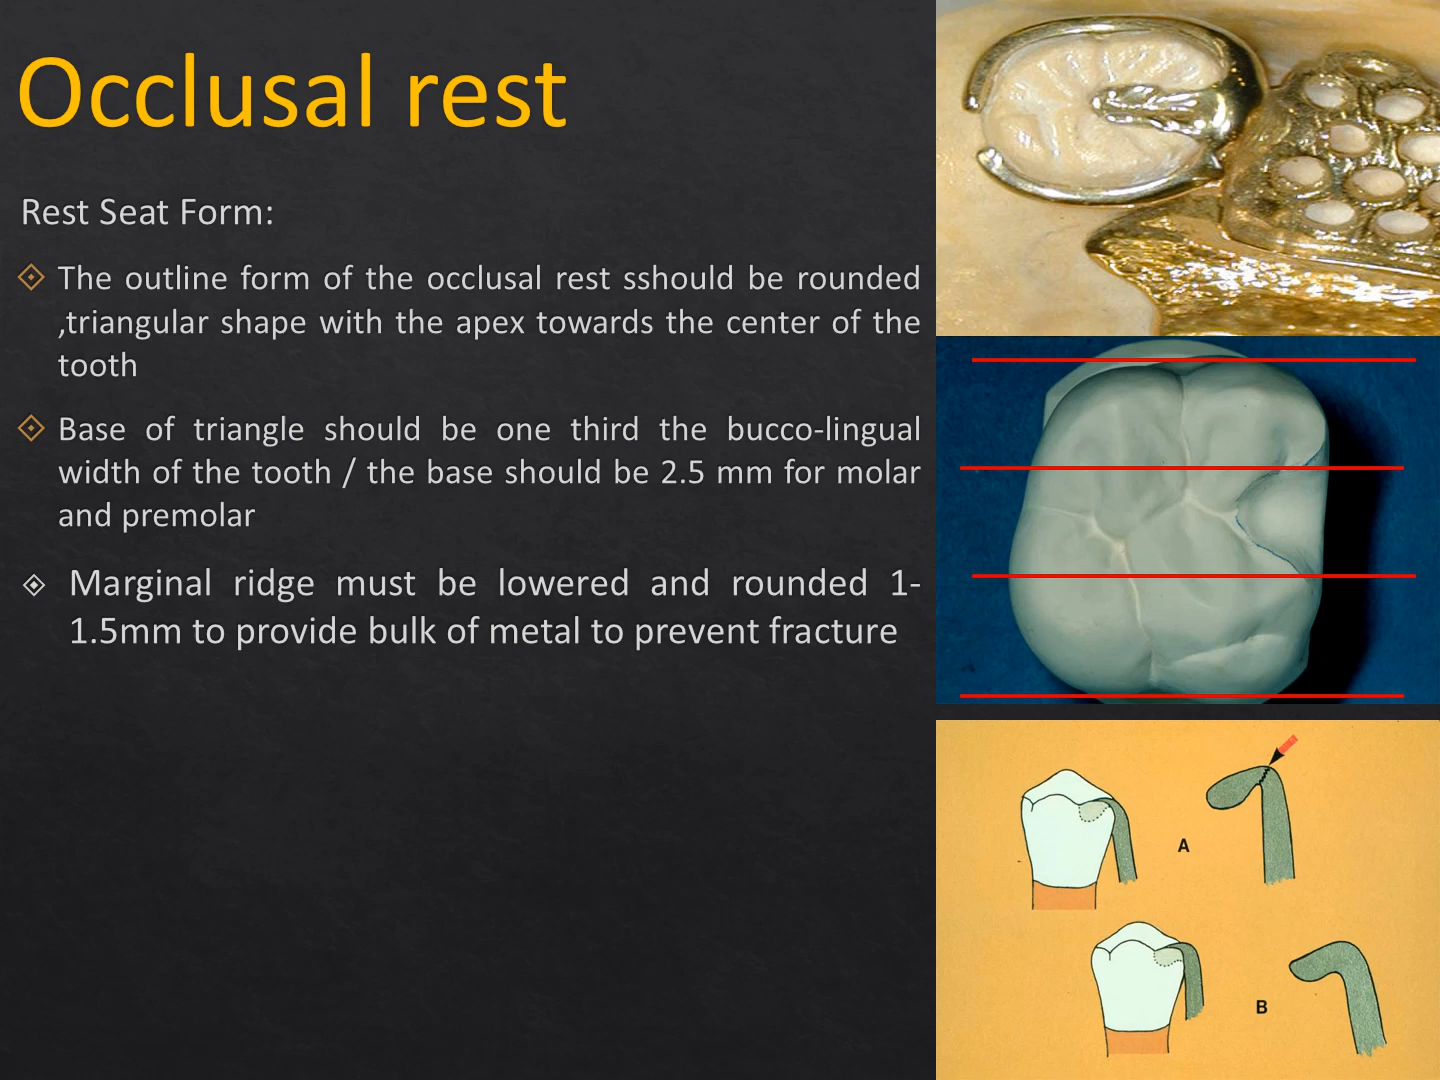 Occlusal rest
Rest Seat Form:
The outline form of the occlusal rest sshould be rounded
,triangular shape with the apex towards the center of the
tooth
Base of triangle should be one third the bucco-lingual
width of the tooth / the base should be 2.5 mm for molar
and premolar
Marginal ridge must be lowered and rounded 1-
1.5mm to provide bulk of metal to prevent fracture
A
B